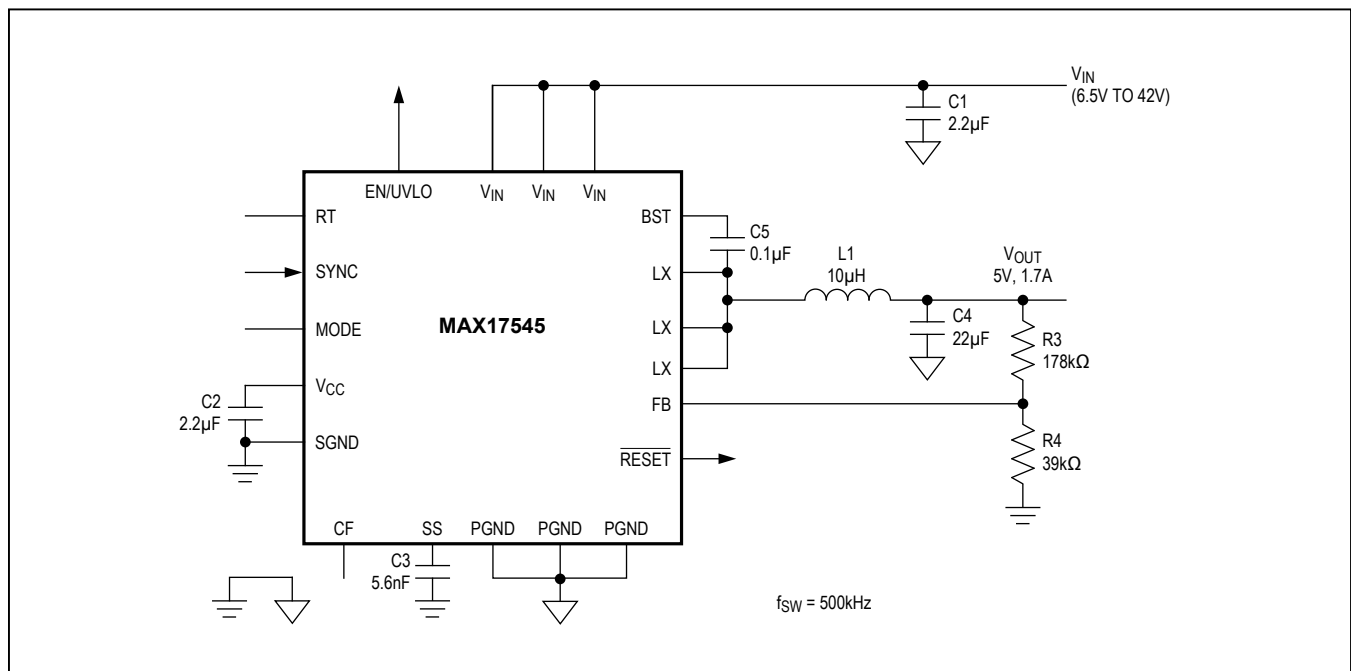 VIN
(6.5V TO 42V)
C1
2.2µF
EN/UVLO
VIN
VIN
VIN
RT
BST
C5
0.1µF
SYNC
LX
L1
10µH
VOUT
5V, 1.7A
MAX17545
MODE
LX
C4
22µF
R3
178kΩ
LX
VCC
C2
2.2µF
FB
SGND
RESET
R4
39kΩ
CF
SS
PGND
PGND
PGND
C3
5.6nF
fSW = 500kHz